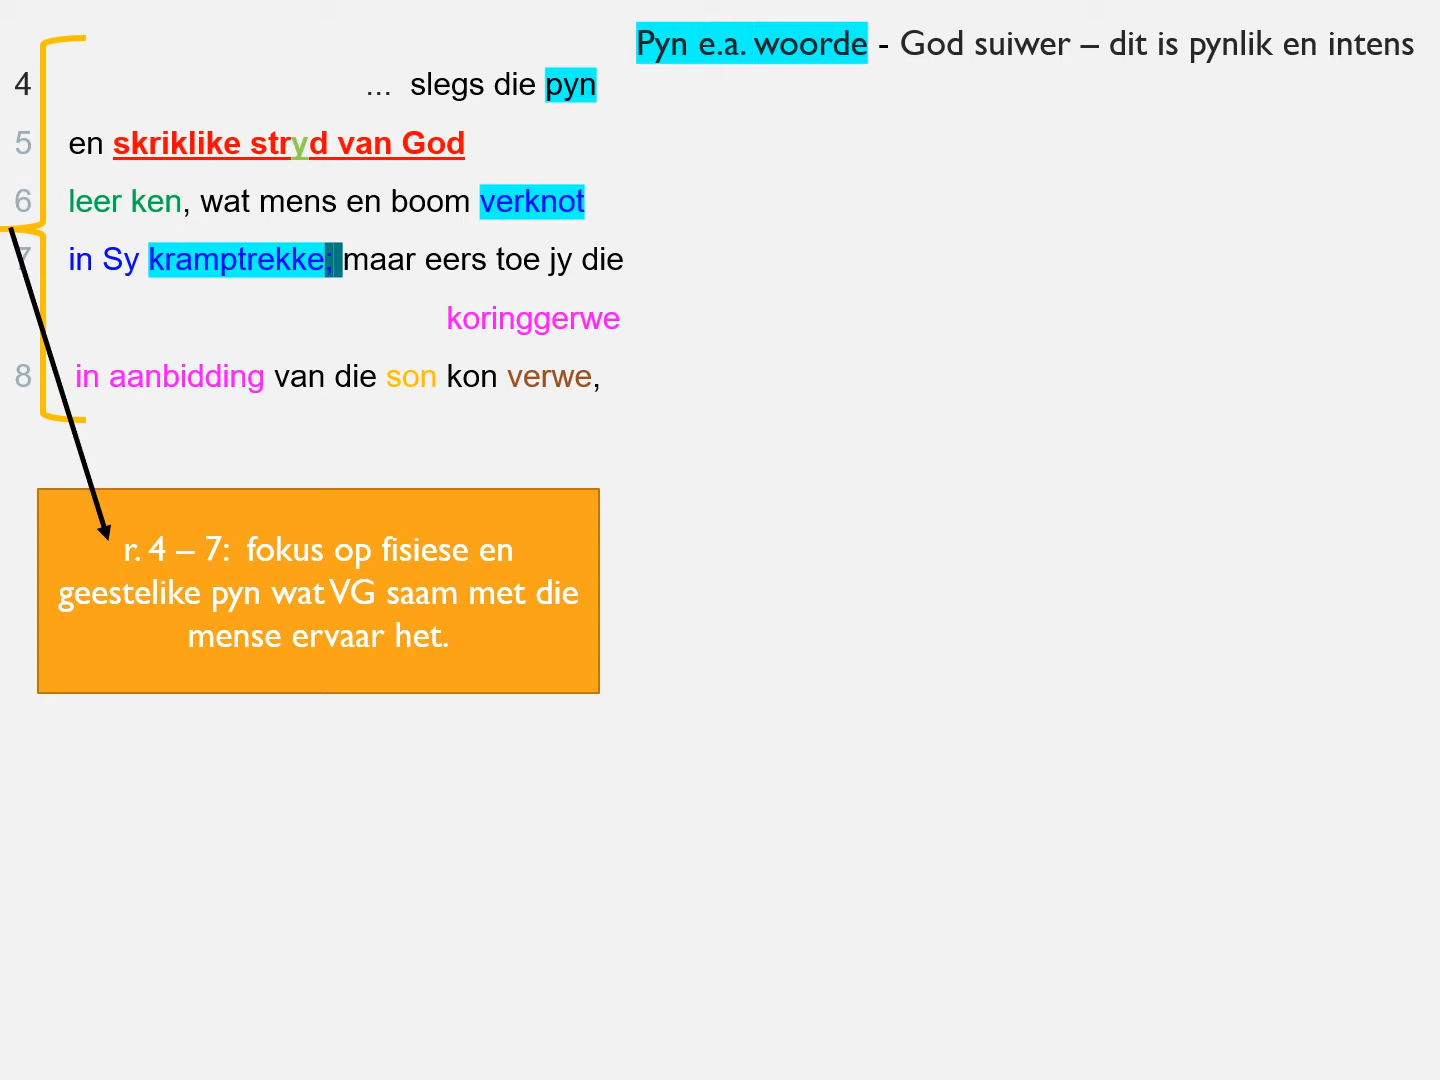 Pyn e.a. woorde - God suiwer – dit is pynlik en intens
4 ... slegs die pyn
5 en skriklike stryd van God
6 leer ken, wat mens en boom verknot
7 in Sy kramptrekke; maar eers toe jy die
koringgerwe
8 in aanbidding van die son kon verwe,
r. 4 – 7: fokus op fisiese en
geestelike pyn wat VG saam met die
mense ervaar het.